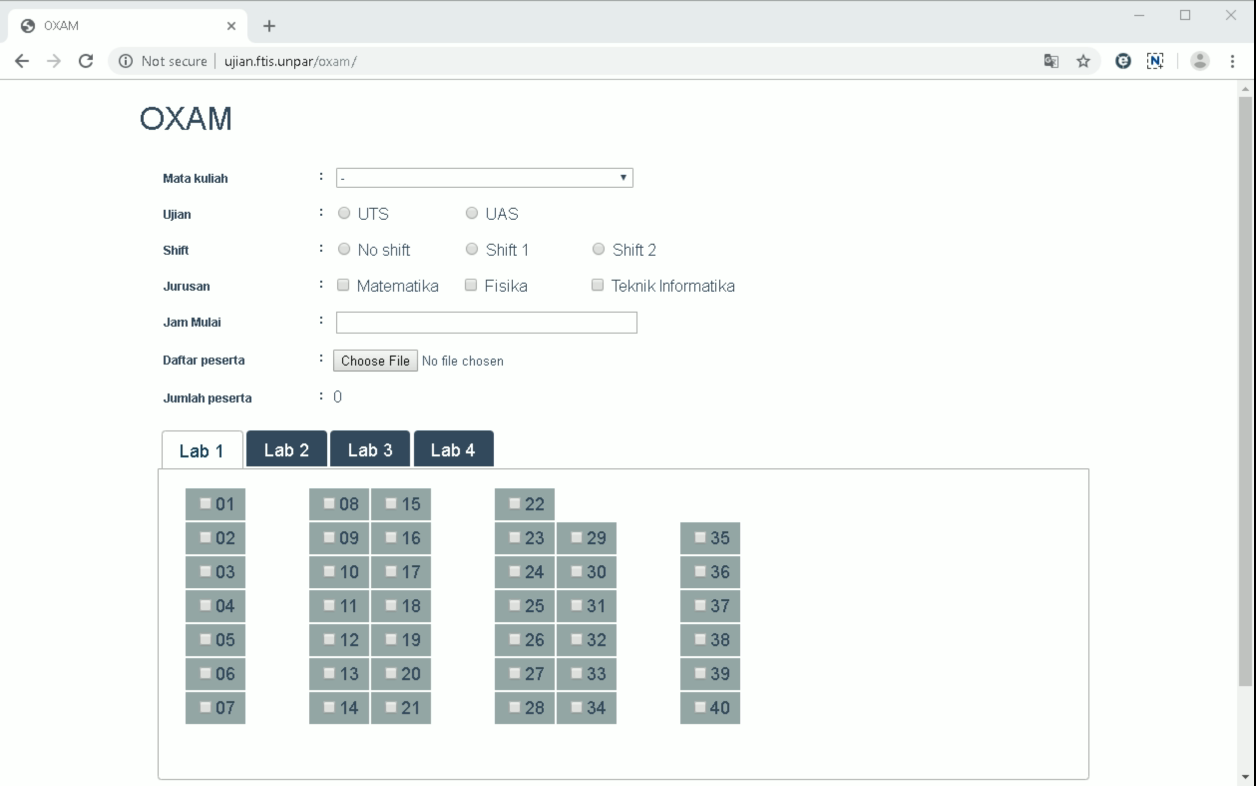 OXAM
Not secure | ujian.ftis.unpar/oxam/
OXAM
Mata kuliah : -
Ujian : UTS UAS
Shift : No shift Shift 1 Shift 2
Jurusan : Matematika Fisika Teknik Informatika
Jam Mulai :
Daftar peserta : Choose File No file chosen
Jumlah peserta : 0
Lab 1 Lab 2 Lab 3 Lab 4
01 08 15 22
02 09 16 23 29 35
03 10 17 24 30 36
04 11 18 25 31 37
05 12 19 26 32 38
06 13 20 27 33 39
07 14 21 28 34 40